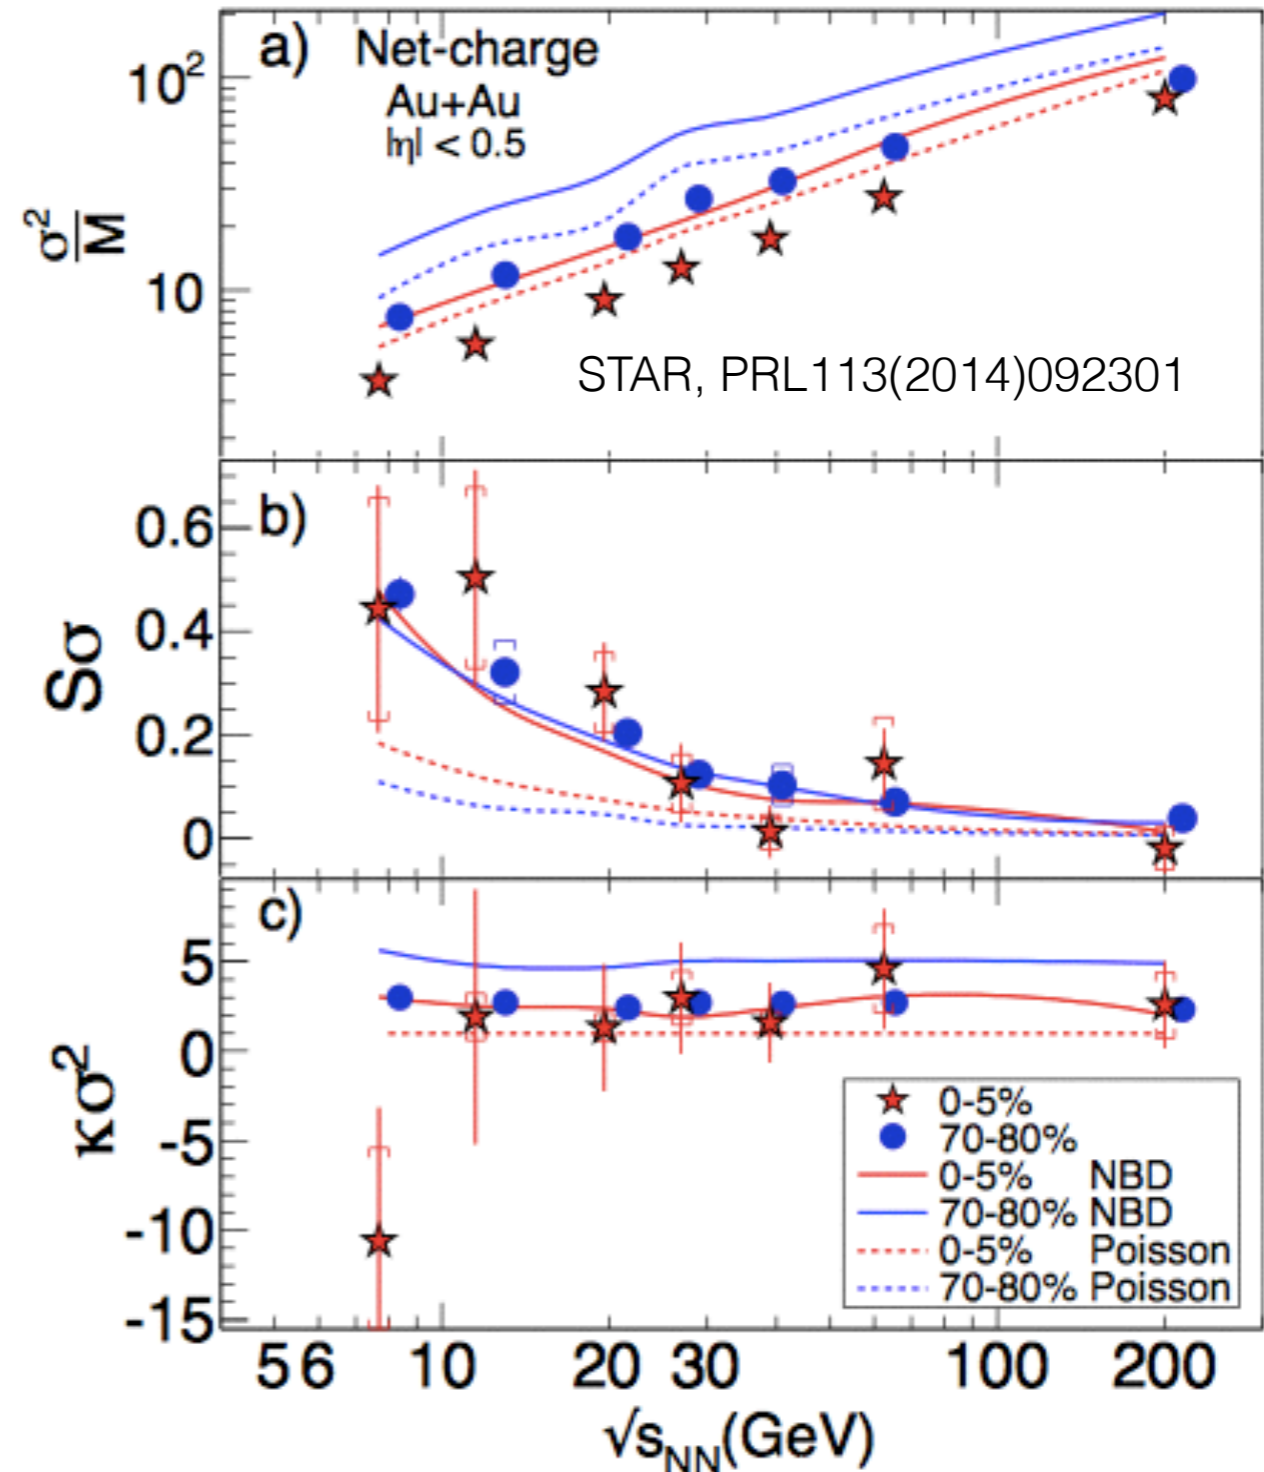 a) Net-charge
Au+Au
|η| < 0.5
10²
10
σ²/M
STAR, PRL113(2014)092301
b)
0.6
0.4
0.2
0
Sσ
c)
5
0
-5
-10
-15
κσ²
0-5%
70-80%
0-5% NBD
70-80% NBD
0-5% Poisson
70-80% Poisson
5 6 10 20 30 100 200
√sNN(GeV)